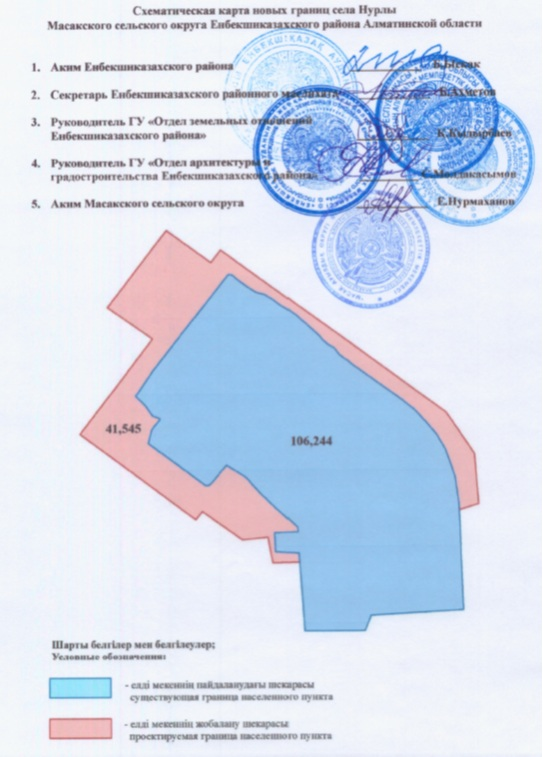 Схематическая карта новых границ села Нурлы
Масакского сельского округа Енбекшиказахского района Алматинской области
1. Аким Енбекшиказахского района
2. Секретарь Енбекшиказахского районного маслихата Б.Ахметов
3. Руководитель ГУ «Отдел земельных отношений
Енбекшиказахского района» К.Кыдырбаев
4. Руководитель ГУ «Отдел архитектуры и
градостроительства Енбекшиказахского района» С.Молдакасымов
5. Аким Масакского сельского округа Е.Нурмаханов
41,545
106,244
Шарты белгілер мен белгілеулер;
Условные обозначения:
- елді мекеннің пайдаланудағы шекарасы
существующая граница населенного пункта
- елді мекеннің жобалану шекарасы
проектируемая граница населенного пункта